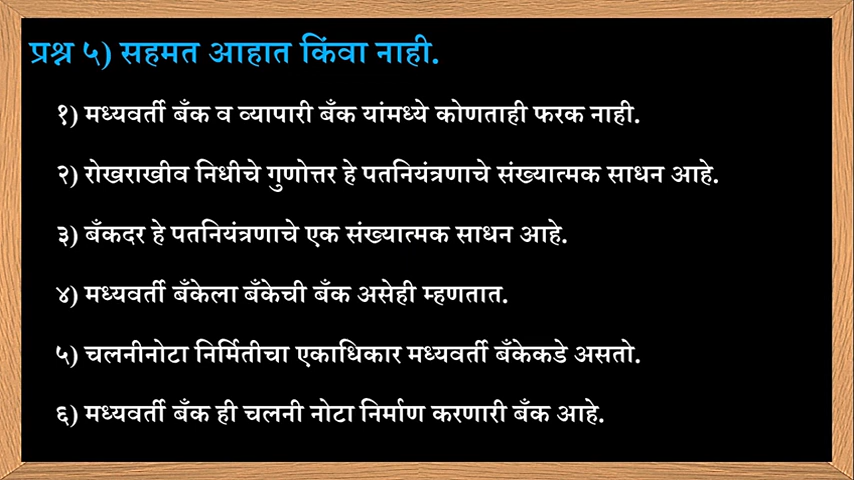 प्रश्न ५) सहमत आहात किंवा नाही.
१) मध्यवर्ती बँक व व्यापारी बँक यांमध्ये कोणताही फरक नाही.
२) रोखराखीव निधीचे गुणोत्तर हे पतनियंत्रणाचे संख्यात्मक साधन आहे.
३) बँकदर हे पतनियंत्रणाचे एक संख्यात्मक साधन आहे.
४) मध्यवर्ती बँकेला बँकेची बँक असेही म्हणतात.
५) चलनीनोटा निर्मितीचा एकाधिकार मध्यवर्ती बँकेकडे असतो.
६) मध्यवर्ती बँक ही चलनी नोटा निर्माण करणारी बँक आहे.